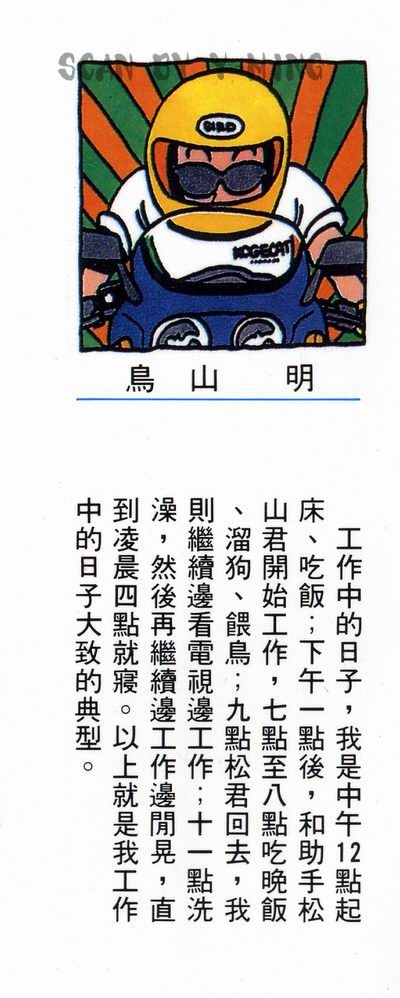 SCAN BY Y-MING
BIRD
KOGECAT
鳥山　明
工作中的日子，我是中午12點起
床、吃飯；下午一點後，和助手松
山君開始工作，七點至八點吃晚飯
、溜狗、餵鳥；九點松君回去，我
則繼續邊看電視邊工作；十一點洗
澡，然後再繼續邊工作邊閒晃，直
到凌晨四點就寢。以上就是我工作
中的日子大致的典型。